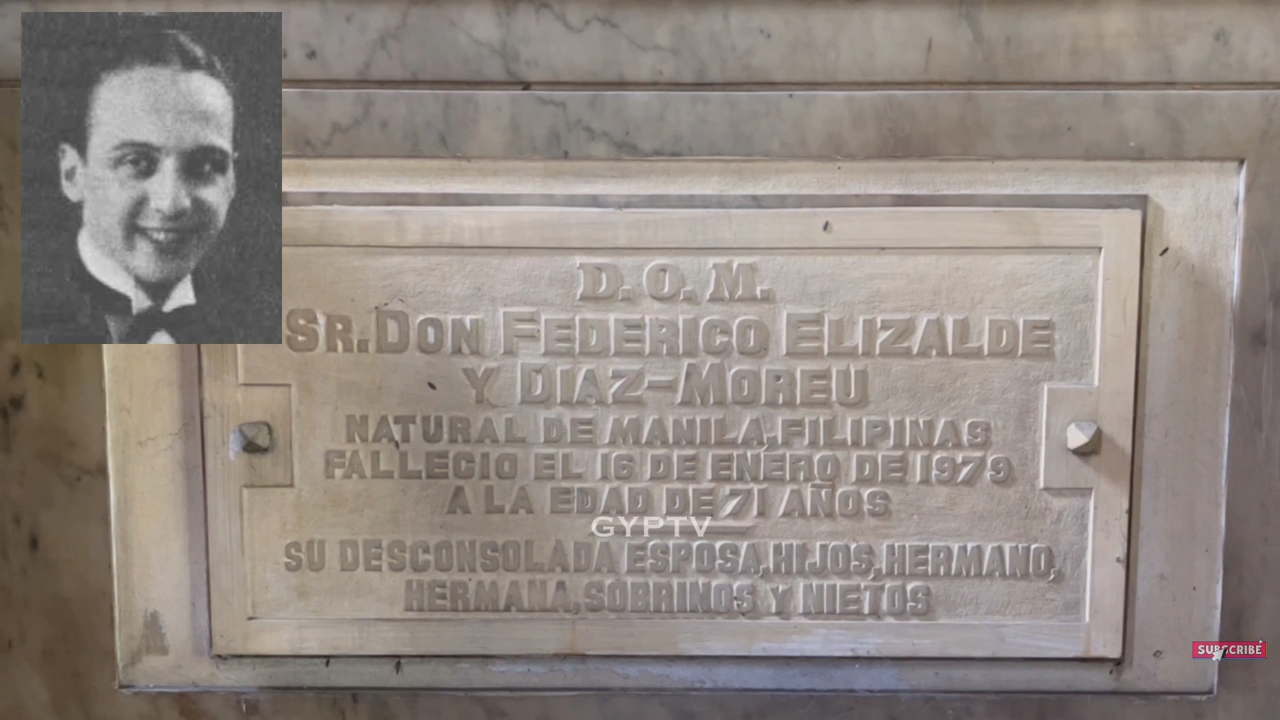 D. O. M.
SR. DON FEDERICO ELIZALDE
Y DIAZ-MOREU
NATURAL DE MANILA, FILIPINAS
FALLECIO EL 16 DE ENERO DE 1979
A LA EDAD DE 71 AÑOS
GYPTV
SU DESCONSOLADA ESPOSA, HIJOS, HERMANO,
HERMANA, SOBRINOS Y NIETOS
SUBSCRIBE